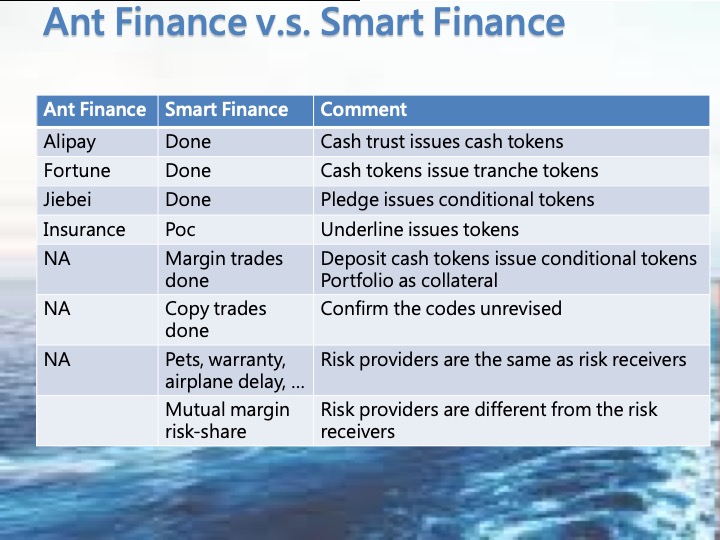 Ant Finance v.s. Smart Finance
Ant Finance Smart Finance Comment
Alipay Done Cash trust issues cash tokens
Fortune Done Cash tokens issue tranche tokens
Jiebei Done Pledge issues conditional tokens
Insurance Poc Underline issues tokens
NA Margin trades Deposit cash tokens issue conditional tokens
done Portfolio as collateral
NA Copy trades Confirm the codes unrevised
done
NA Pets, warranty, Risk providers are the same as risk receivers
airplane delay, ...
Mutual margin Risk providers are different from the risk
risk-share receivers